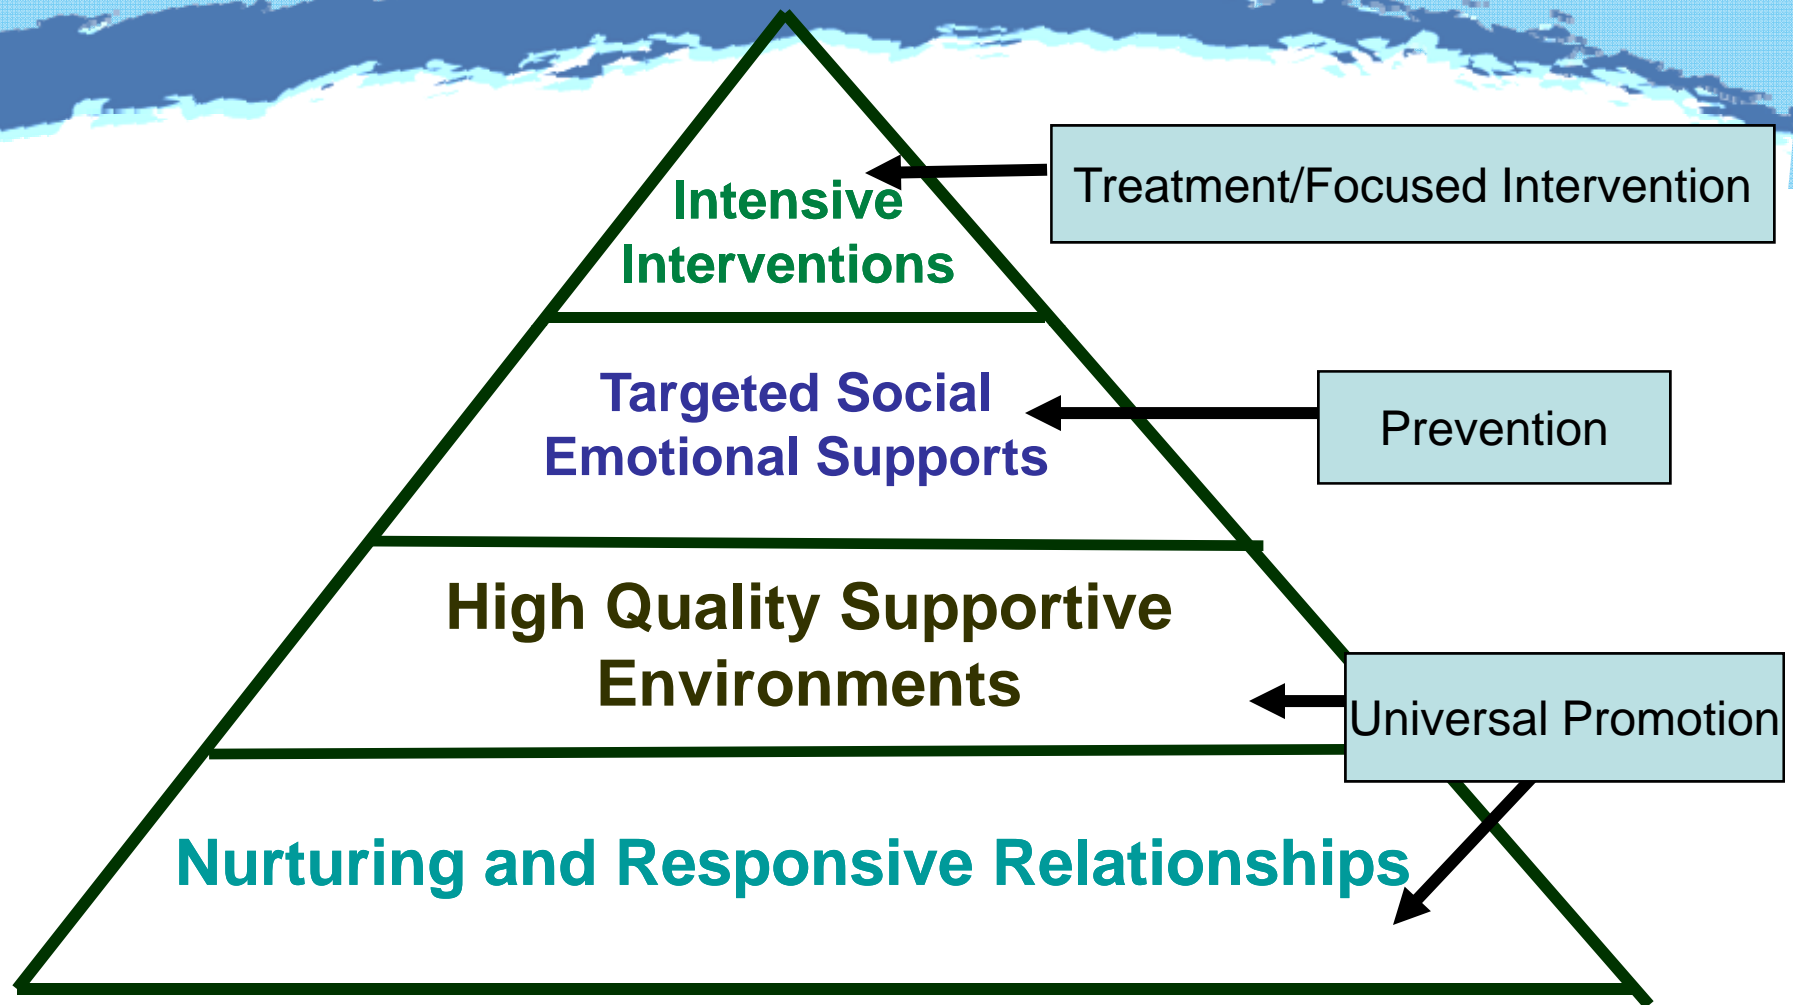 Intensive
Interventions
Treatment/Focused Intervention
Targeted Social
Emotional Supports
Prevention
High Quality Supportive
Environments
Universal Promotion
Nurturing and Responsive Relationships